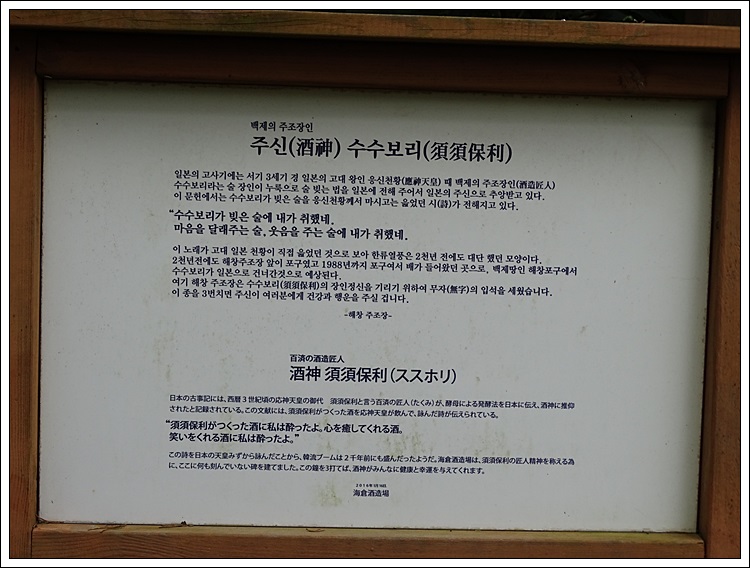 백제의 주조장인
주신(酒神) 수수보리(須須保利)
일본의 고사기에는 서기 3세기 경 일본의 고대 왕인 응신천황(應神天皇) 때 백제의 주조장인(酒造匠人)
수수보리라는 술 장인이 누룩으로 술 빚는 법을 일본에 전해 주어서 일본의 주신으로 추앙받고 있다.
이 문헌에서는 수수보리가 빚은 술을 응신천황께서 마시고는 읊었던 시(詩)가 전해지고 있다.
“수수보리가 빚은 술에 내가 취했네.
마음을 달래주는 술, 웃음을 주는 술에 내가 취했네.
이 노래가 고대 일본 천황이 직접 읊었던 것으로 보아 한류열풍은 2천년 전에도 대단 했던 모양이다.
2천년전에도 해창주조장 앞이 포구였고 1988년까지 포구여서 배가 들어왔던 곳으로, 백제땅인 해창포구에서
수수보리가 일본으로 건너간것으로 예상된다.
여기 해창 주조장은 수수보리(須須保利)의 장인정신을 기리기 위하여 무자(無字)의 입석을 세웠습니다.
이 종을 3번치면 주신이 여러분에게 건강과 행운을 주실 겁니다.
-해창 주조장-
百済の酒造匠人
酒神 須須保利(ススホリ)
日本の古事記には、西暦3世紀頃の応神天皇の御代 須須保利と言う百済の匠人(たくみ)が、酵母による発酵法を日本に伝え、酒神に推仰
されたと記録されている。この文献には、須須保利がつくった酒を応神天皇が飲んで、詠んだ詩が伝えられている。
“須須保利がつくった酒に私は酔ったよ。心を癒してくれる酒。
笑いをくれる酒に私は酔ったよ。”
この詩を日本の天皇みずから詠んだことから、韓流ブームは2千年前にも盛んだったようだ。海倉酒造場は、須須保利の匠人精神を称える為
に、ここに何も刻んでいない碑を建てました。この鐘を3打てば、酒神がみんなに健康と幸運を与えてくれます。
海倉酒造場